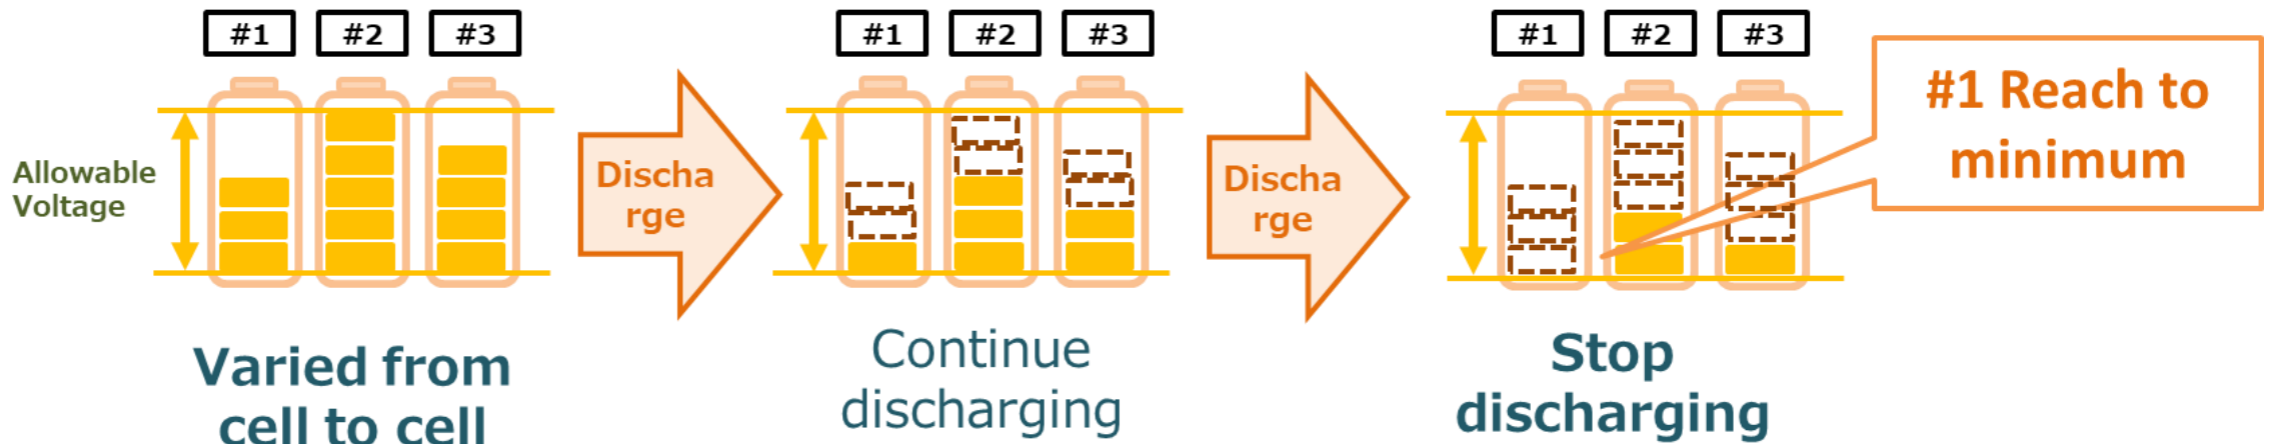 #1 #2 #3
#1 #2 #3
#1 #2 #3
Allowable
Voltage
Discha
rge
Discha
rge
#1 Reach to
minimum
Varied from
cell to cell
Continue
discharging
Stop
discharging